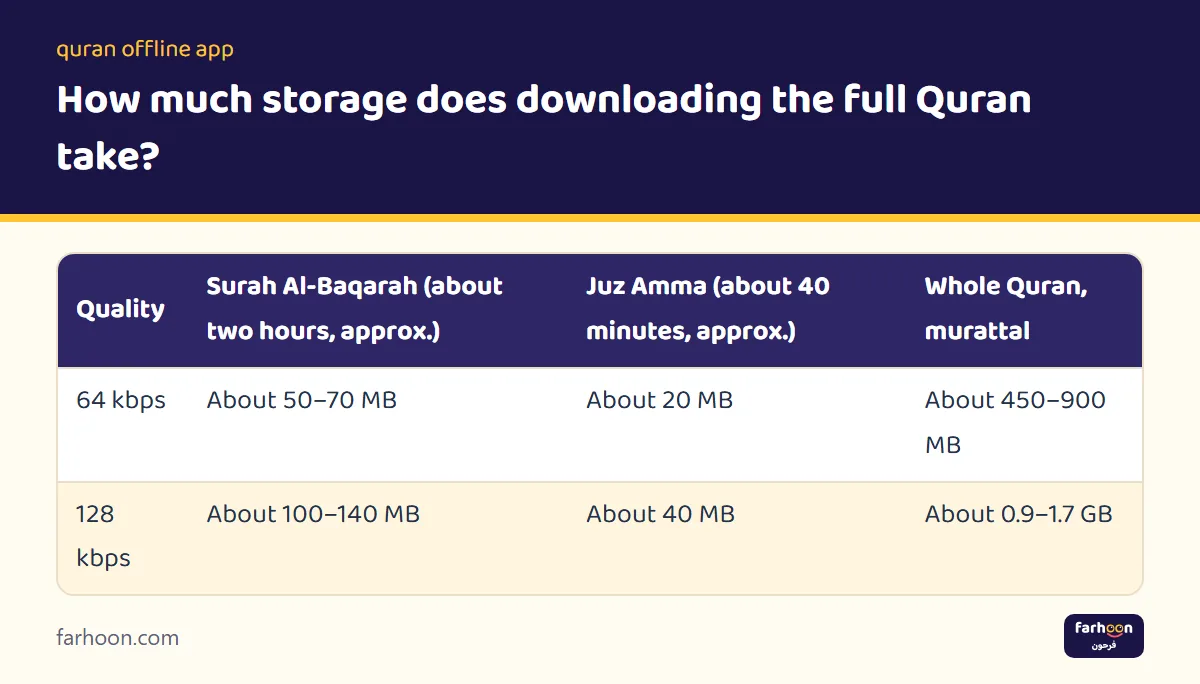 quran offline app
How much storage does downloading the full Quran
take?
Quality
Surah Al-Baqarah (about
two hours, approx.)
Juz Amma (about 40
minutes, approx.)
Whole Quran,
murattal
64 kbps
About 50–70 MB
About 20 MB
About 450–900
MB
128
kbps
About 100–140 MB
About 40 MB
About 0.9–1.7 GB
farhoon.com
farhoon
فرحون